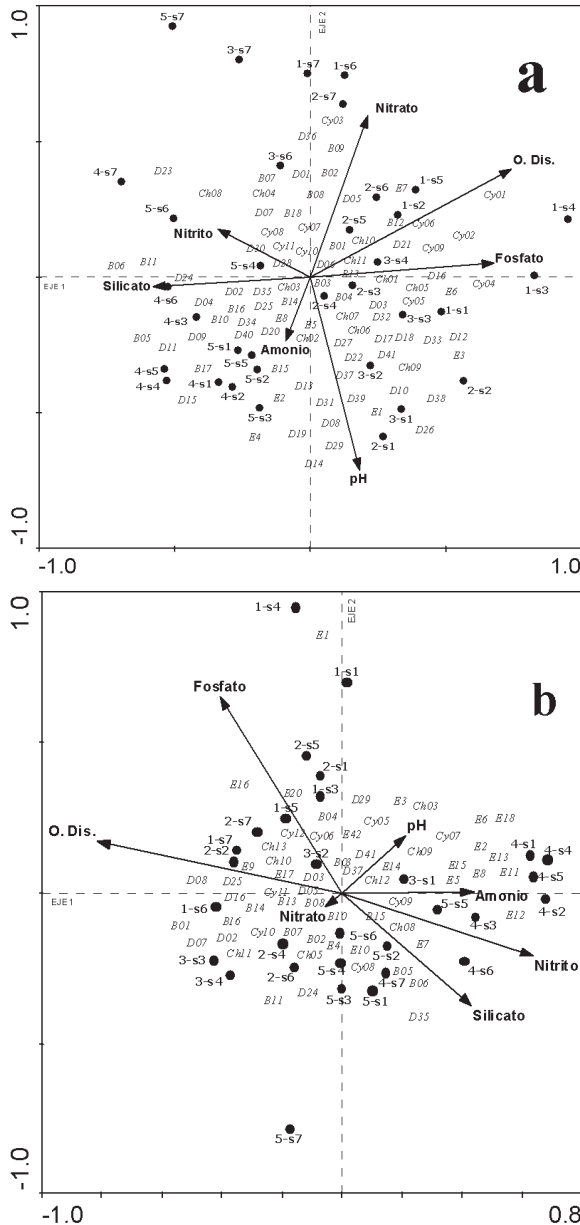 1.0
5-s7
EJE 2
3-s7
1-s7 1-s6
a
2-s7
Nitrato
Cy03
D36
B09
3-s6
O. Dis.
4-s7 D23 B07 D01 B02
Ch08 Ch04 B08 D05 2-s6 E7 1-s5 Cy01
5-s6 D07 B18 1-s2 1-s4
Nitrito Cy08 Cy07 2-s5 B12 Cy06
D30 Cy11 Cy10 B01 Ch10 D21 Cy09 Cy02
B06 B11 5-s4 D28 D06 Ch11 3-s4 Fosfato
EJE 1 D24 B13 Ch01 D16 Cy04 1-s3
Silicato D02 D35 Ch03 B03 2-s3 Ch05 E6
4-s6 D04 B16 D25 B14 2-s4 B04 D03 Cy05 1-s1
B10 D34 E8 E5 Ch07 D32 3-s3
B05 D09 D40 D20 Ch02 Ch06 D17 D18 D33 D12
D11 5-s1 Amonio D27
4-s5 5-s5 B17 D22 D41 E3
4-s4 4-s1 5-s2 B15 D37 3-s2 Ch09 2-s2
D15 4-s2 E2 D13 D31 D39 D10 D38
5-s3 D08 E1 3-s1
E4 D19 D29 2-s1 D26
D14
pH
-1.0
-1.0 1.0
1.0
1-s4
EJE 2
E1
b
1-s1
Fosfato
2-s5
2-s1
E16 B20 1-s3 D29 E3 Ch03
1-s5 B04 Cy05 E6 E18
2-s7 Cy12 Cy06 E42 pH Cy07
O. Dis. 1-s7 Ch13 D41 Ch09 E2 4-s1 4-s4
2-s2 Ch10 3-s2 B03 E14 E15 E13
E9 E17 D03 D37 Ch12 3-s1 E5 E8 E11 4-s5
D08 D25 Cy11 D05 Amonio
EJE1 D16 B13 B08 Cy09 5-s5 4-s2
1-s6 B14 Nitrato B10 B15 4-s3 E12
B01 B16 Cy10 B07 B02 5-s6 Ch08
D07 D02 2-s4 E4 E10 5-s2 E7 Nitrito
3-s3 Ch11 Ch05 5-s4 Cy08 B05 4-s6
3-s4 2-s6 4-s7 B06
B11 D24 5-s3 5-s1 Silicato
D35
5-s7
-1.0
-1.0 0.8